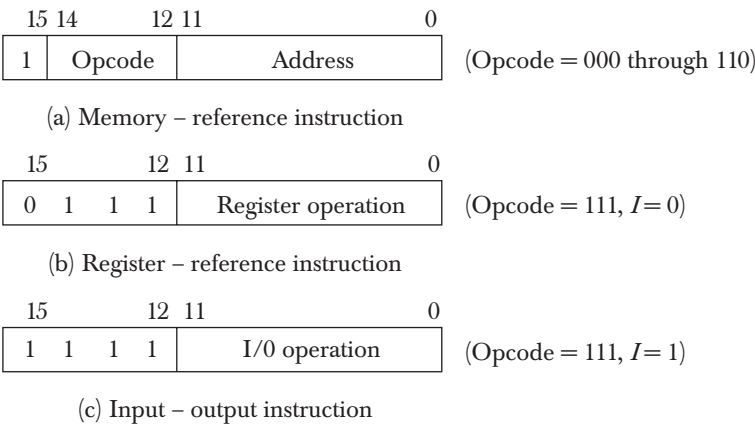 15 14 12 11 0
1 Opcode Address (Opcode = 000 through 110)
(a) Memory – reference instruction
15 12 11 0
0 1 1 1 Register operation (Opcode = 111, I = 0)
(b) Register – reference instruction
15 12 11 0
1 1 1 1 I/0 operation (Opcode = 111, I = 1)
(c) Input – output instruction